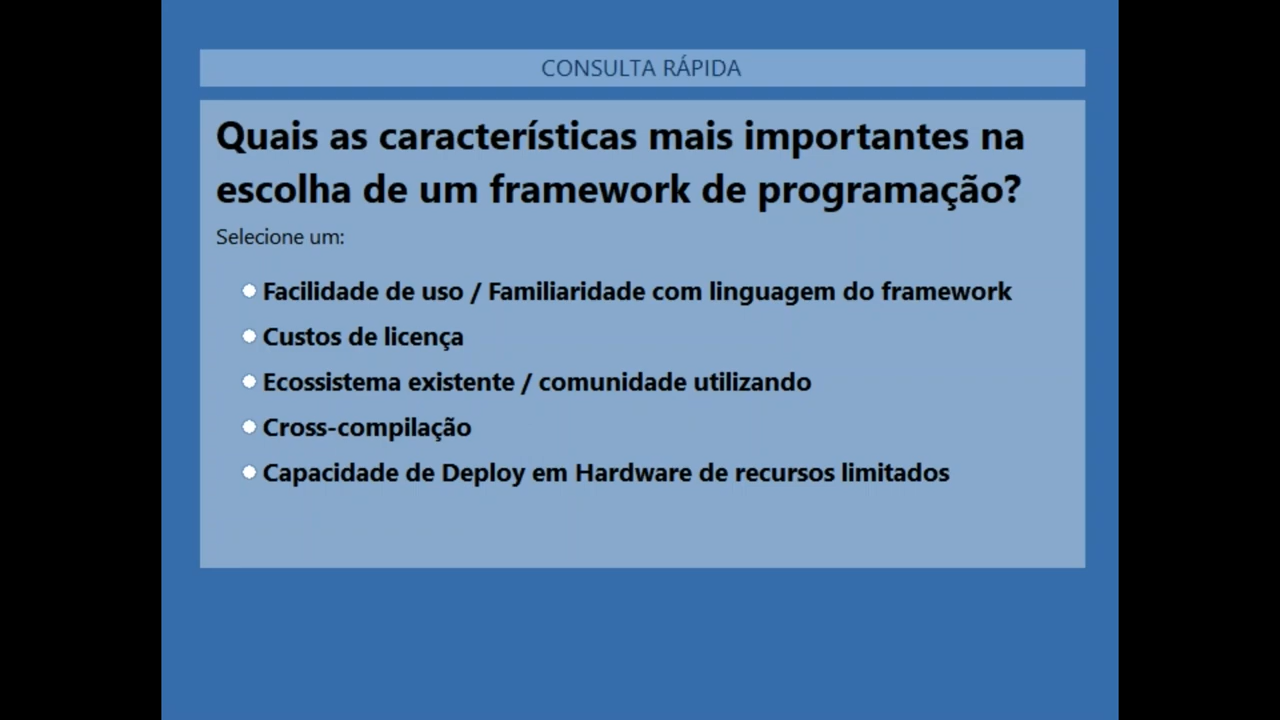 CONSULTA RÁPIDA
Quais as características mais importantes na
escolha de um framework de programação?
Selecione um:
Facilidade de uso / Familiaridade com linguagem do framework
Custos de licença
Ecossistema existente / comunidade utilizando
Cross-compilação
Capacidade de Deploy em Hardware de recursos limitados